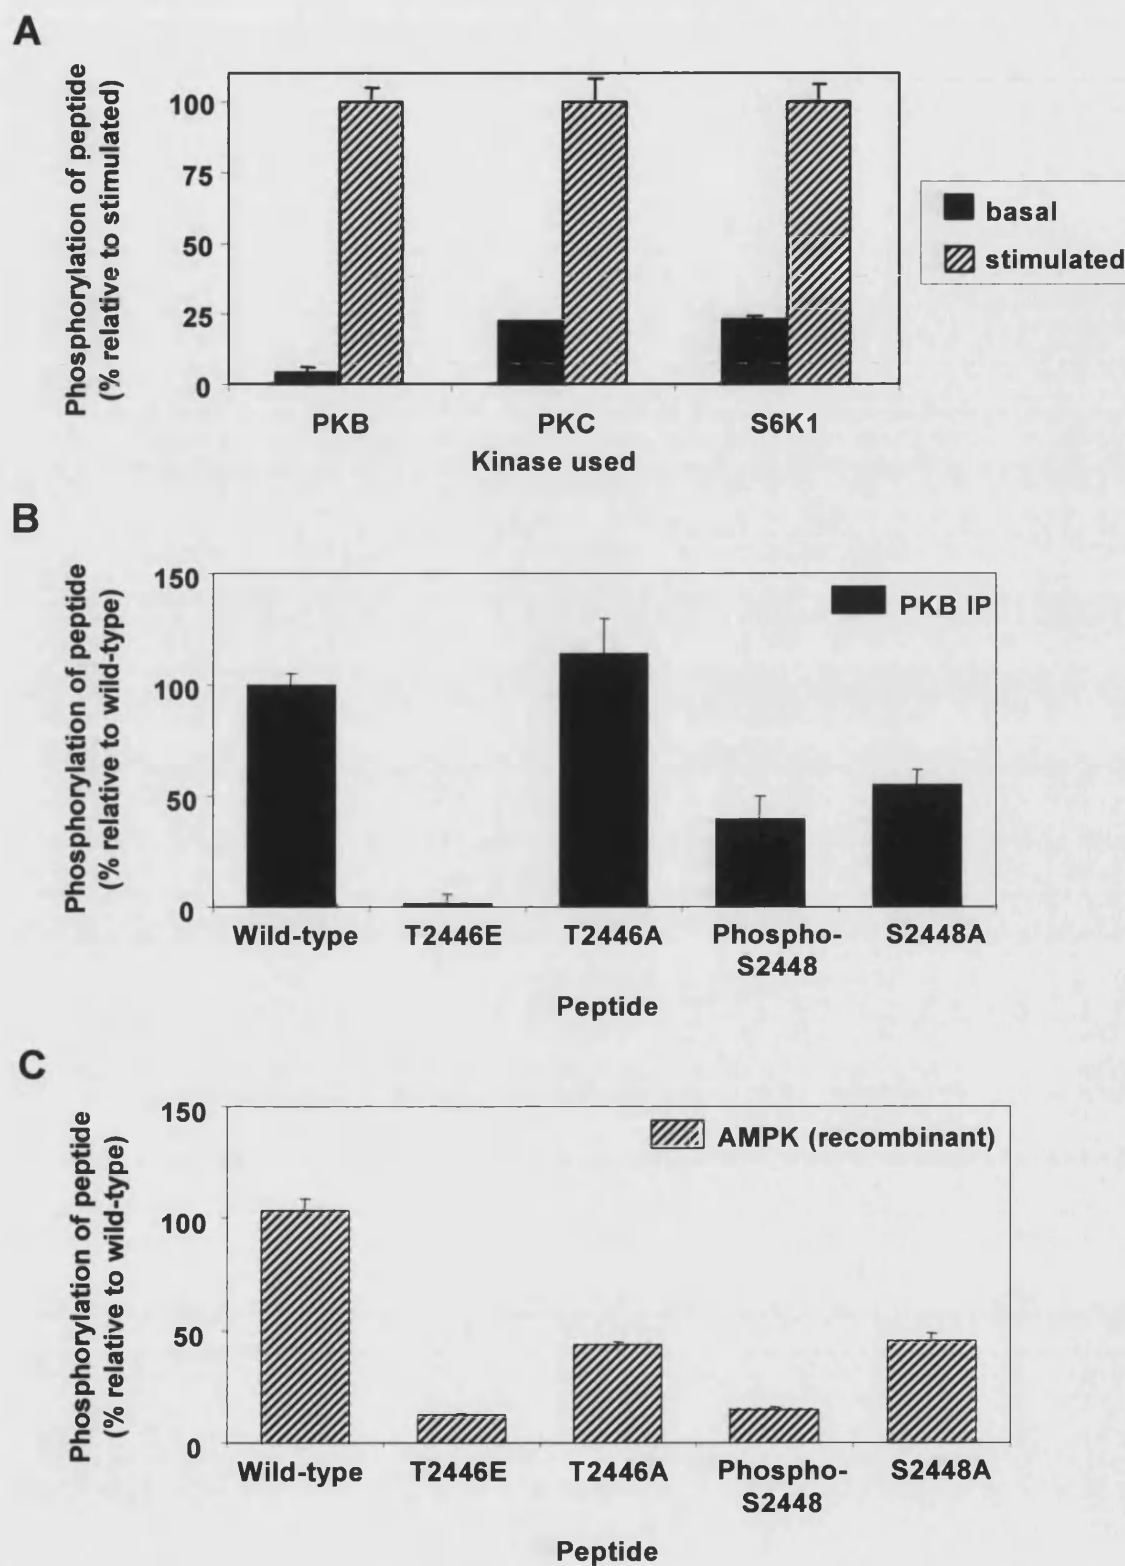 A
Phosphorylation of peptide
(% relative to stimulated)
100
75
50
25
0
PKB PKC S6K1
Kinase used
basal
stimulated
B
Phosphorylation of peptide
(% relative to wild-type)
150
100
50
0
PKB IP
Wild-type T2446E T2446A Phospho- S2448A
S2448
Peptide
C
Phosphorylation of peptide
(% relative to wild-type)
150
100
50
0
AMPK (recombinant)
Wild-type T2446E T2446A Phospho- S2448A
S2448
Peptide